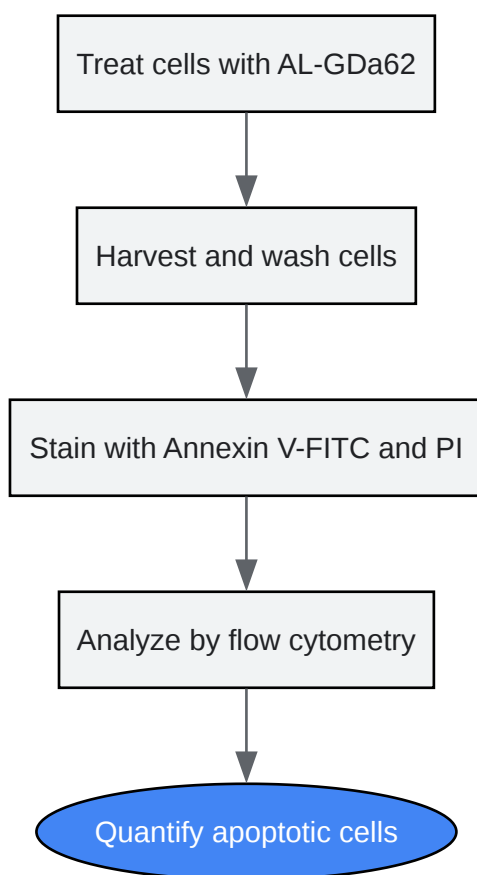 Treat cells with AL-GDa62
Harvest and wash cells
Stain with Annexin V-FITC and PI
Analyze by flow cytometry
Quantify apoptotic cells